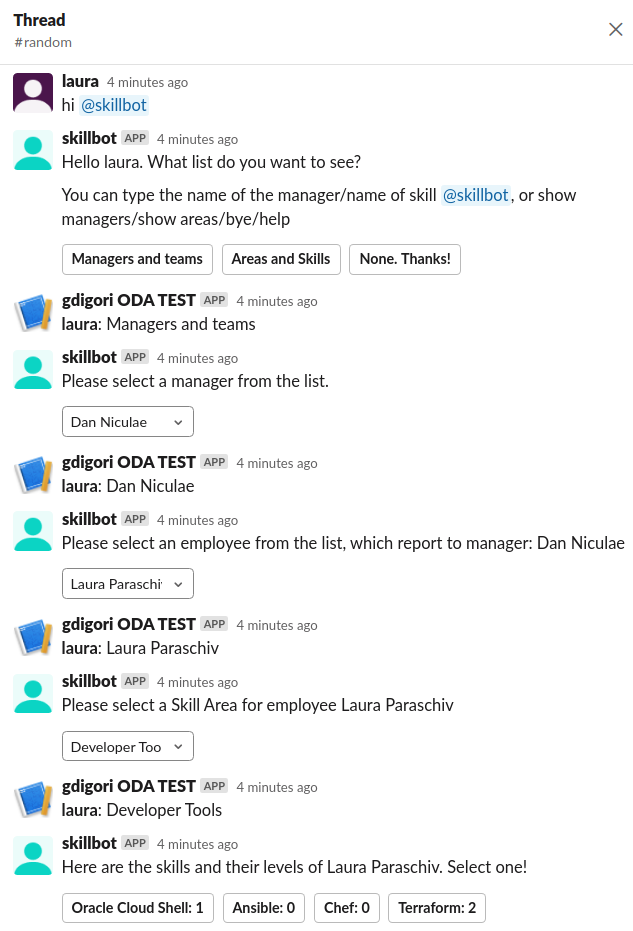 Thread
#random
laura 4 minutes ago
hi @skillbot
skillbot APP 4 minutes ago
Hello laura. What list do you want to see?
You can type the name of the manager/name of skill @skillbot, or show
managers/show areas/bye/help
Managers and teams Areas and Skills None. Thanks!
gdigori ODA TEST APP 4 minutes ago
laura: Managers and teams
skillbot APP 4 minutes ago
Please select a manager from the list.
Dan Niculae
gdigori ODA TEST APP 4 minutes ago
laura: Dan Niculae
skillbot APP 4 minutes ago
Please select an employee from the list, which report to manager: Dan Niculae
Laura Paraschi
gdigori ODA TEST APP 4 minutes ago
laura: Laura Paraschiv
skillbot APP 4 minutes ago
Please select a Skill Area for employee Laura Paraschiv
Developer Too
gdigori ODA TEST APP 4 minutes ago
laura: Developer Tools
skillbot APP 4 minutes ago
Here are the skills and their levels of Laura Paraschiv. Select one!
Oracle Cloud Shell: 1 Ansible: 0 Chef: 0 Terraform: 2